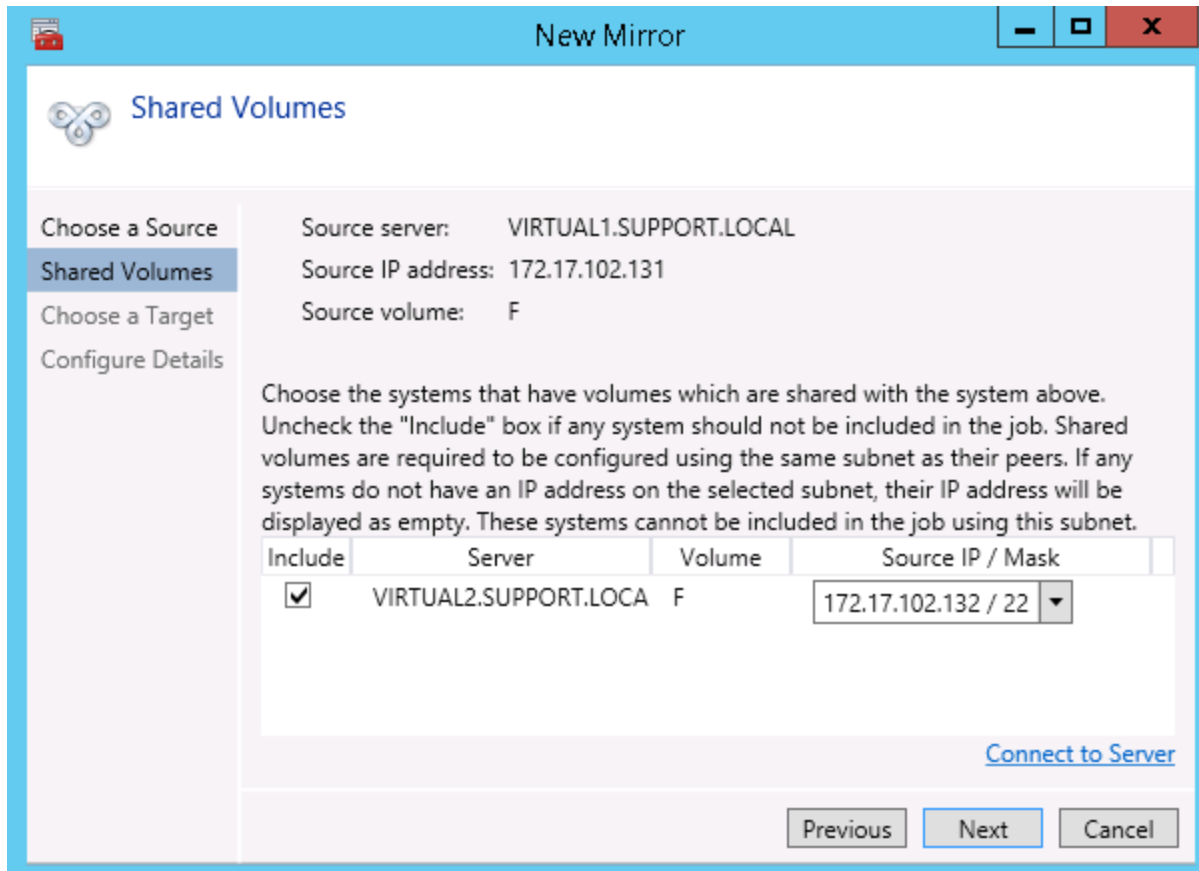 New Mirror
Shared Volumes
Choose a Source
Shared Volumes
Choose a Target
Configure Details
Source server: VIRTUAL1.SUPPORT.LOCAL
Source IP address: 172.17.102.131
Source volume: F
Choose the systems that have volumes which are shared with the system above.
Uncheck the "Include" box if any system should not be included in the job. Shared
volumes are required to be configured using the same subnet as their peers. If any
systems do not have an IP address on the selected subnet, their IP address will be
displayed as empty. These systems cannot be included in the job using this subnet.
Include Server Volume Source IP / Mask
VIRTUAL2.SUPPORT.LOCA F 172.17.102.132 / 22
Connect to Server
Previous Next Cancel